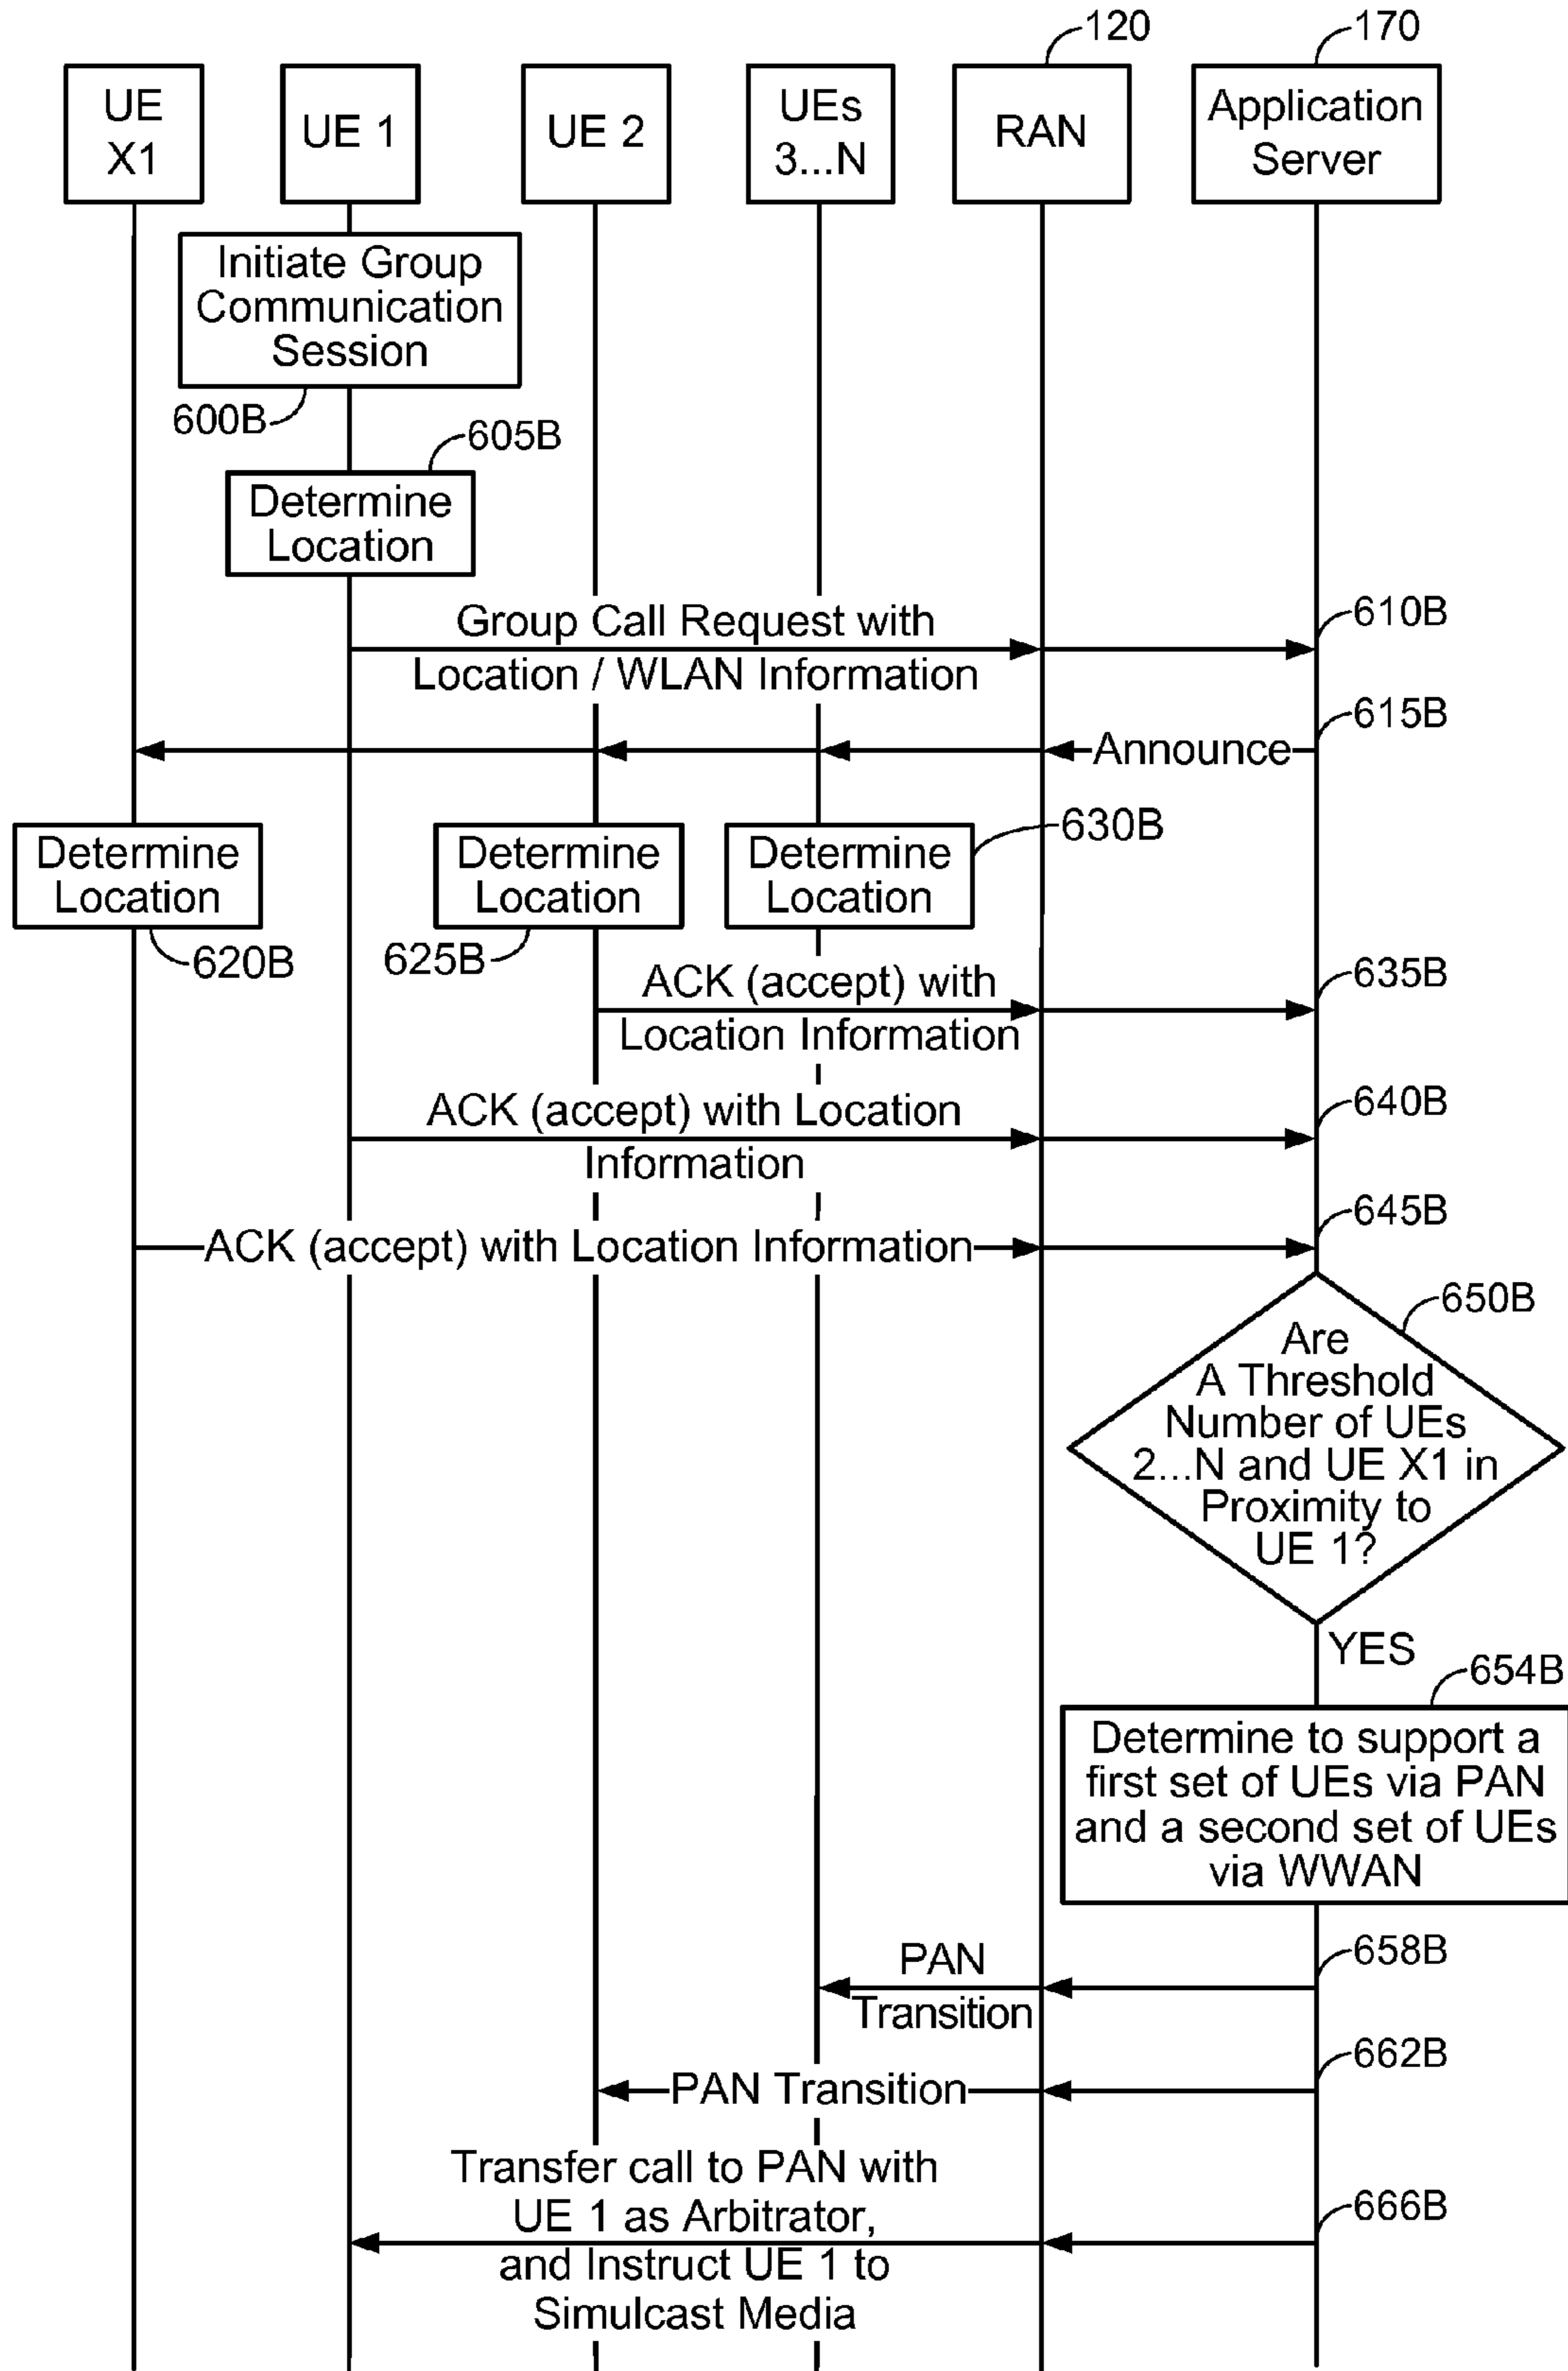 120
170
UE
X1
UE 1
UE 2
UEs
3...N
RAN
Application
Server
Initiate Group
Communication
Session
600B
605B
Determine
Location
Group Call Request with
Location / WLAN Information
610B
615B
Announce
Determine
Location
620B
Determine
Location
625B
Determine
Location
630B
ACK (accept) with
Location Information
635B
ACK (accept) with Location
Information
640B
ACK (accept) with Location Information
645B
650B
Are
A Threshold
Number of UEs
2...N and UE X1 in
Proximity to
UE 1?
YES
654B
Determine to support a
first set of UEs via PAN
and a second set of UEs
via WWAN
PAN
Transition
658B
PAN Transition
662B
Transfer call to PAN with
UE 1 as Arbitrator,
and Instruct UE 1 to
Simulcast Media
666B